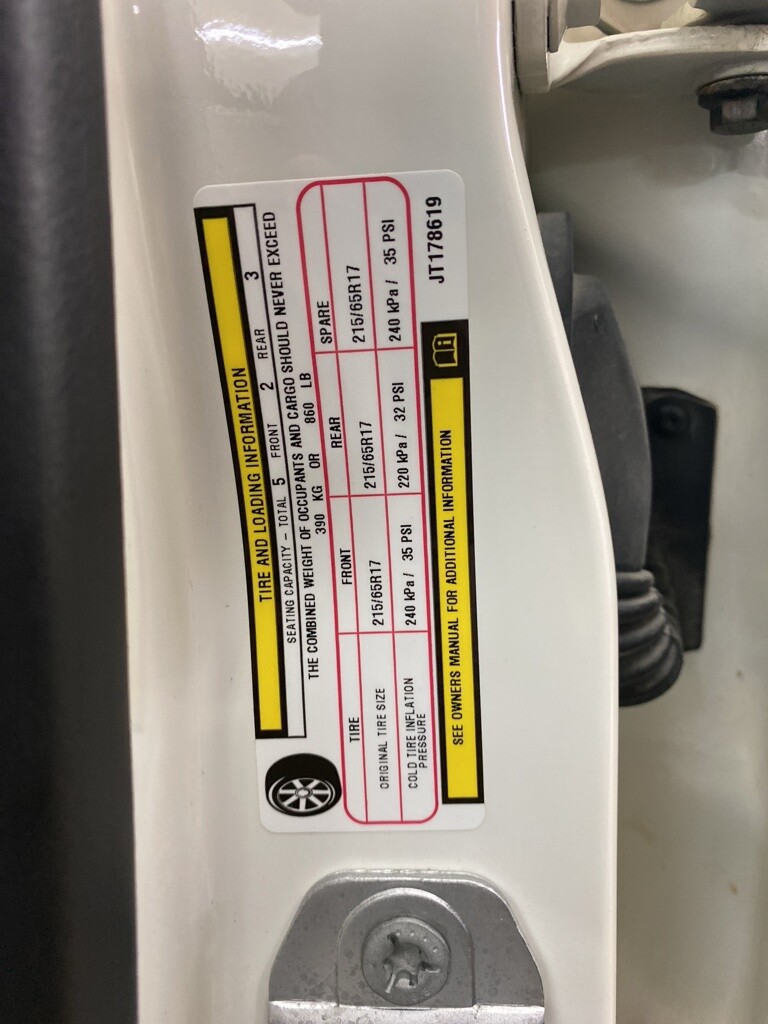 TIRE AND LOADING INFORMATION
SEATING CAPACITY – TOTAL 5 FRONT 2 REAR 3
THE COMBINED WEIGHT OF OCCUPANTS AND CARGO SHOULD NEVER EXCEED
390 KG OR 860 LB
TIRE FRONT REAR SPARE
ORIGINAL TIRE SIZE 215/65R17 215/65R17 215/65R17
COLD TIRE INFLATION PRESSURE 240 kPa / 35 PSI 220 kPa / 32 PSI 240 kPa / 35 PSI
SEE OWNERS MANUAL FOR ADDITIONAL INFORMATION
JT178619